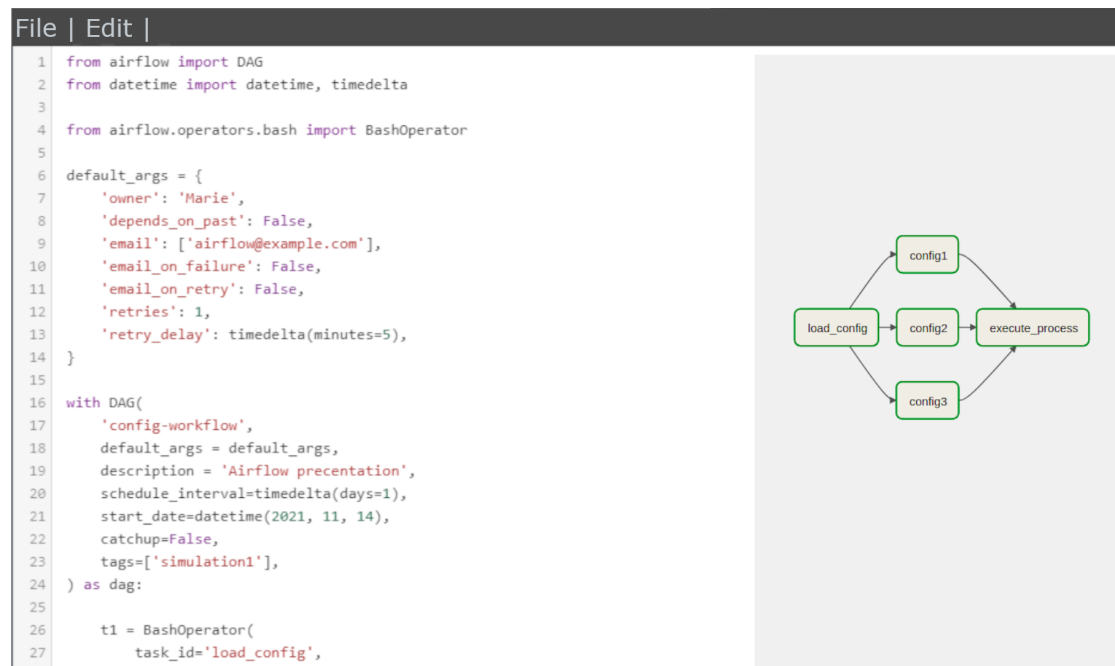 File | Edit |
1 from airflow import DAG
2 from datetime import datetime, timedelta
3
4 from airflow.operators.bash import BashOperator
5
6 default_args = {
7     'owner': 'Marie',
8     'depends_on_past': False,
9     'email': ['airflow@example.com'],
10     'email_on_failure': False,
11     'email_on_retry': False,
12     'retries': 1,
13     'retry_delay': timedelta(minutes=5),
14 }
15
16 with DAG(
17     'config-workflow',
18     default_args = default_args,
19     description = 'Airflow precentation',
20     schedule_interval=timedelta(days=1),
21     start_date=datetime(2021, 11, 14),
22     catchup=False,
23     tags=['simulation1'],
24 ) as dag:
25
26     t1 = BashOperator(
27         task_id='load_config',
config1
load_config
config2
execute_process
config3